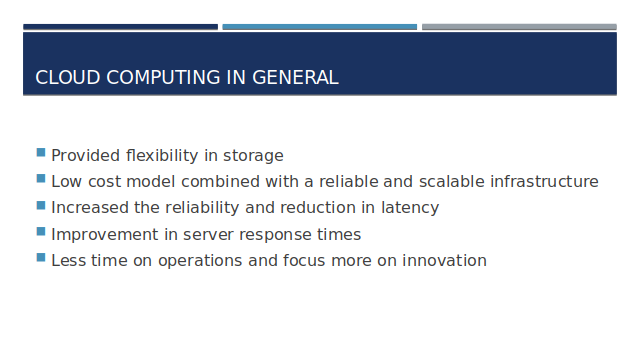 CLOUD COMPUTING IN GENERAL
Provided flexibility in storage
Low cost model combined with a reliable and scalable infrastructure
Increased the reliability and reduction in latency
Improvement in server response times
Less time on operations and focus more on innovation